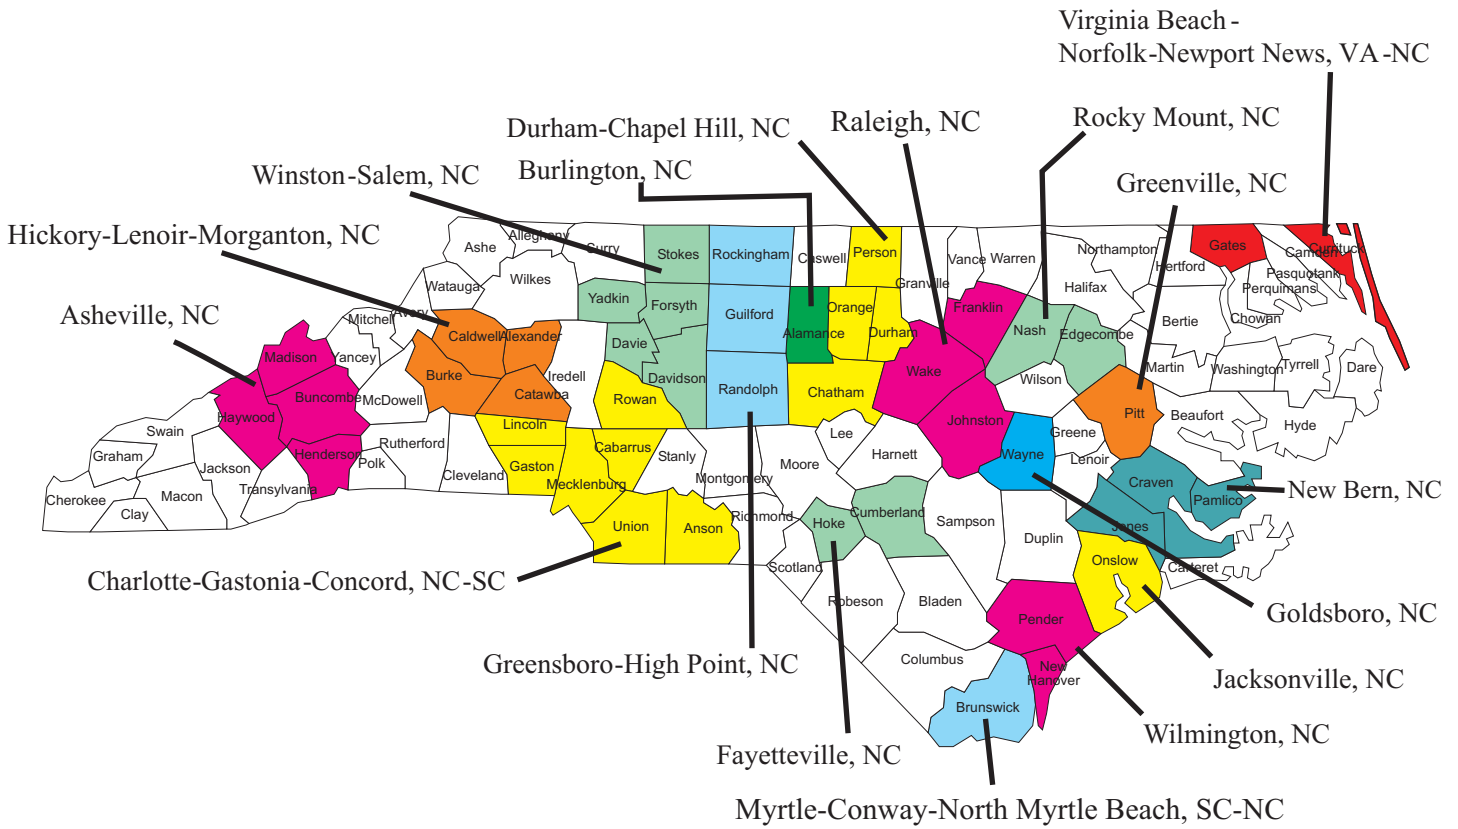 Virginia Beach -
Norfolk-Newport News, VA-NC
Durham-Chapel Hill, NC
Raleigh, NC
Rocky Mount, NC
Winston-Salem, NC
Burlington, NC
Greenville, NC
Hickory-Lenoir-Morganton, NC
Asheville, NC
Alleghany
Ashe
Surry
Stokes
Rockingham
Caswell
Person
Granville
Vance
Warren
Northampton
Hertford
Gates
Camden
Currituck
Pasquotank
Perquimans
Chowan
Halifax
Bertie
Watauga
Wilkes
Yadkin
Forsyth
Guilford
Alamance
Orange
Durham
Franklin
Nash
Edgecombe
Martin
Washington
Tyrrell
Dare
Mitchell
Avery
Caldwell
Alexander
Davie
Madison
Yancey
Burke
Iredell
Davidson
Randolph
Chatham
Wake
Wilson
Buncombe
McDowell
Catawba
Rowan
Haywood
Lincoln
Johnston
Pitt
Beaufort
Hyde
Swain
Graham
Jackson
Henderson
Polk
Rutherford
Cleveland
Gaston
Cabarrus
Stanly
Montgomery
Moore
Lee
Harnett
Wayne
Greene
Lenoir
Craven
Pamlico
New Bern, NC
Cherokee
Macon
Clay
Transylvania
Mecklenburg
Union
Anson
Richmond
Hoke
Cumberland
Sampson
Duplin
Jones
Onslow
Carteret
Charlotte-Gastonia-Concord, NC-SC
Scotland
Robeson
Bladen
Pender
Goldsboro, NC
Greensboro-High Point, NC
Columbus
New
Hanover
Jacksonville, NC
Brunswick
Wilmington, NC
Fayetteville, NC
Myrtle-Conway-North Myrtle Beach, SC-NC